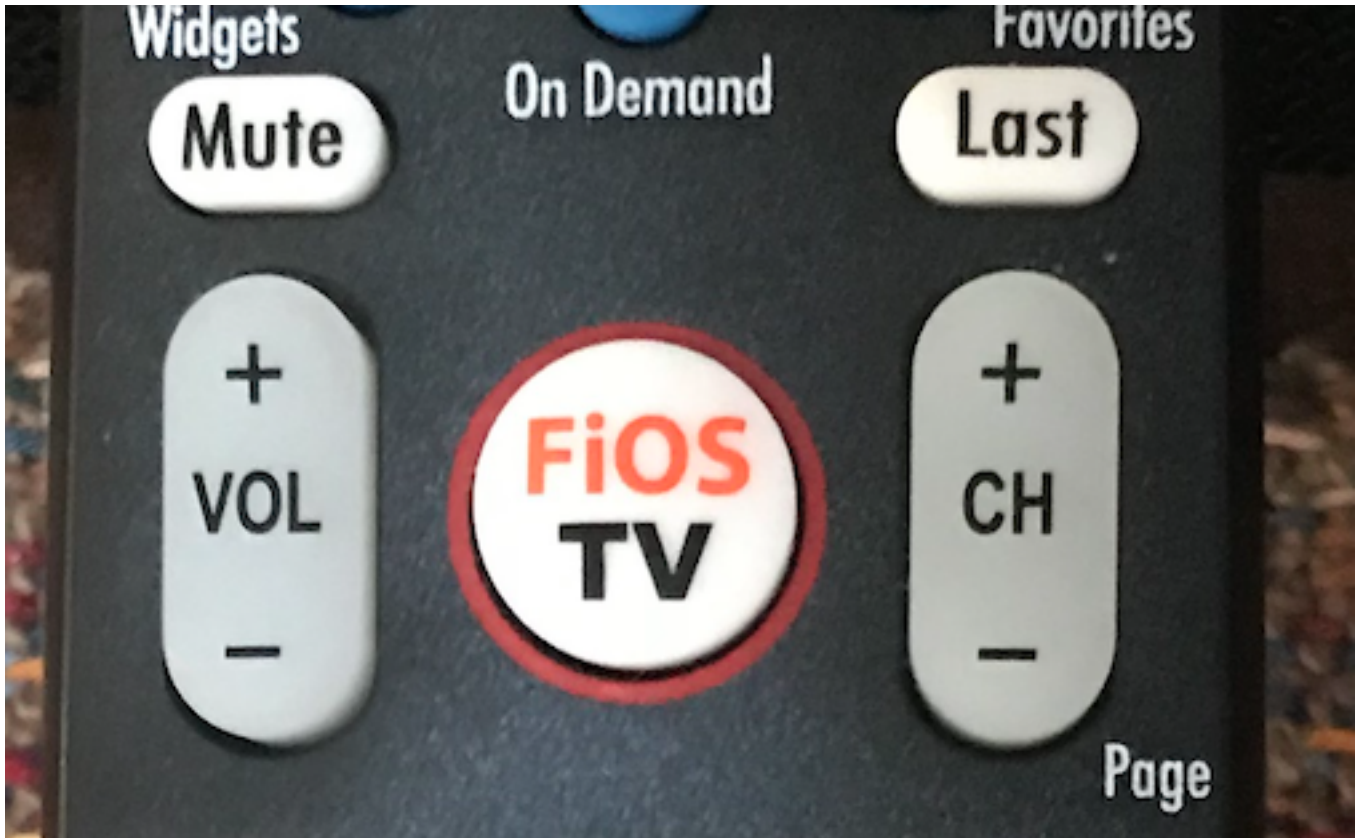 Widgets
Favorites
On Demand
Mute
Last
+
+
FiOS
VOL
CH
TV
-
-
Page